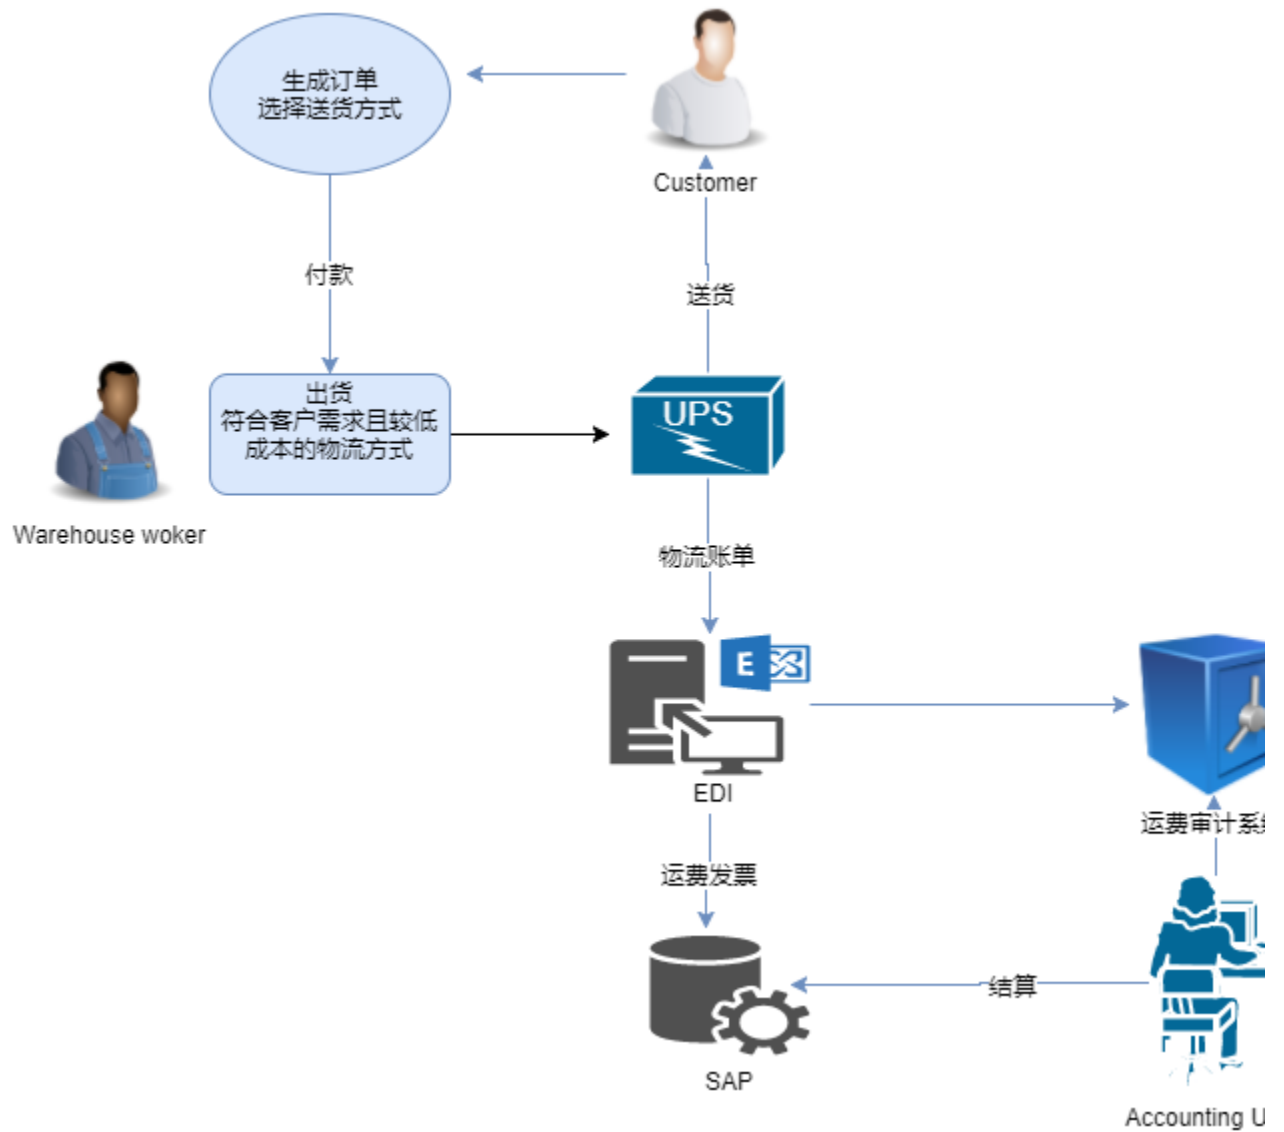 生成订单
选择送货方式
Customer
付款
送货
出货
符合客户需求且较低
成本的物流方式
UPS
Warehouse woker
物流账单
E
EDI
运费审计系
运费发票
结算
SAP
Accounting U